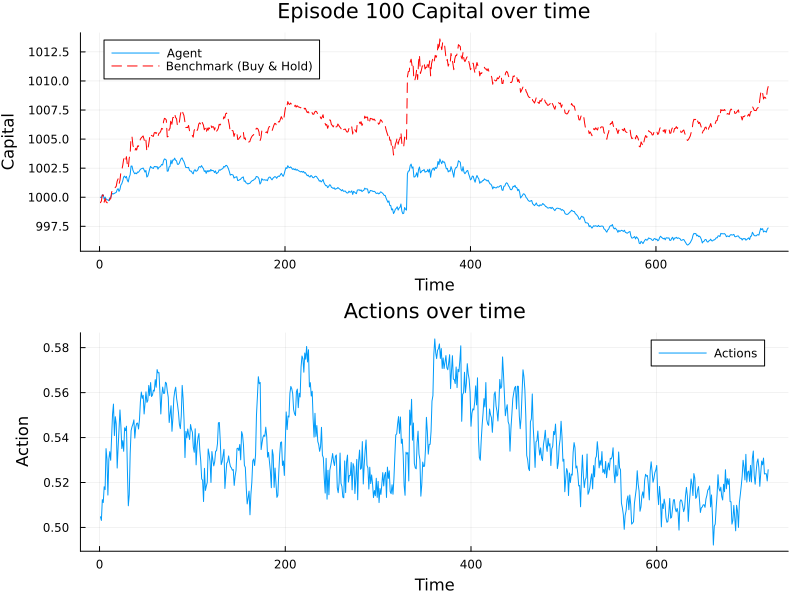 Episode 100 Capital over time
Agent
Benchmark (Buy & Hold)
1012.5
1010.0
1007.5
1005.0
1002.5
1000.0
997.5
Capital
0
200
400
600
Time
Actions over time
Actions
0.58
0.56
0.54
0.52
0.50
Action
0
200
400
600
Time